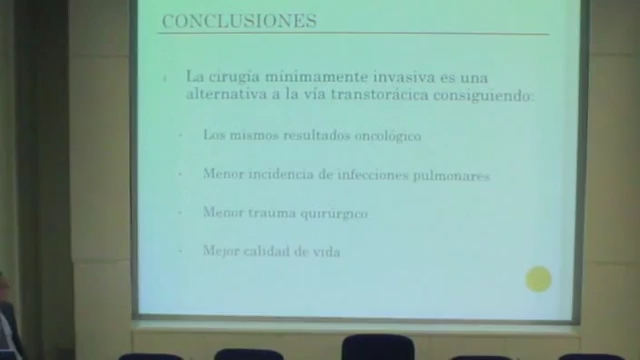 CONCLUSIONES
La cirugía mínimamente invasiva es una
alternativa a la vía transtorácica consiguiendo:
Los mismos resultados oncológico
Menor incidencia de infecciones pulmonares
Menor trauma quirúrgico
Mejor calidad de vida